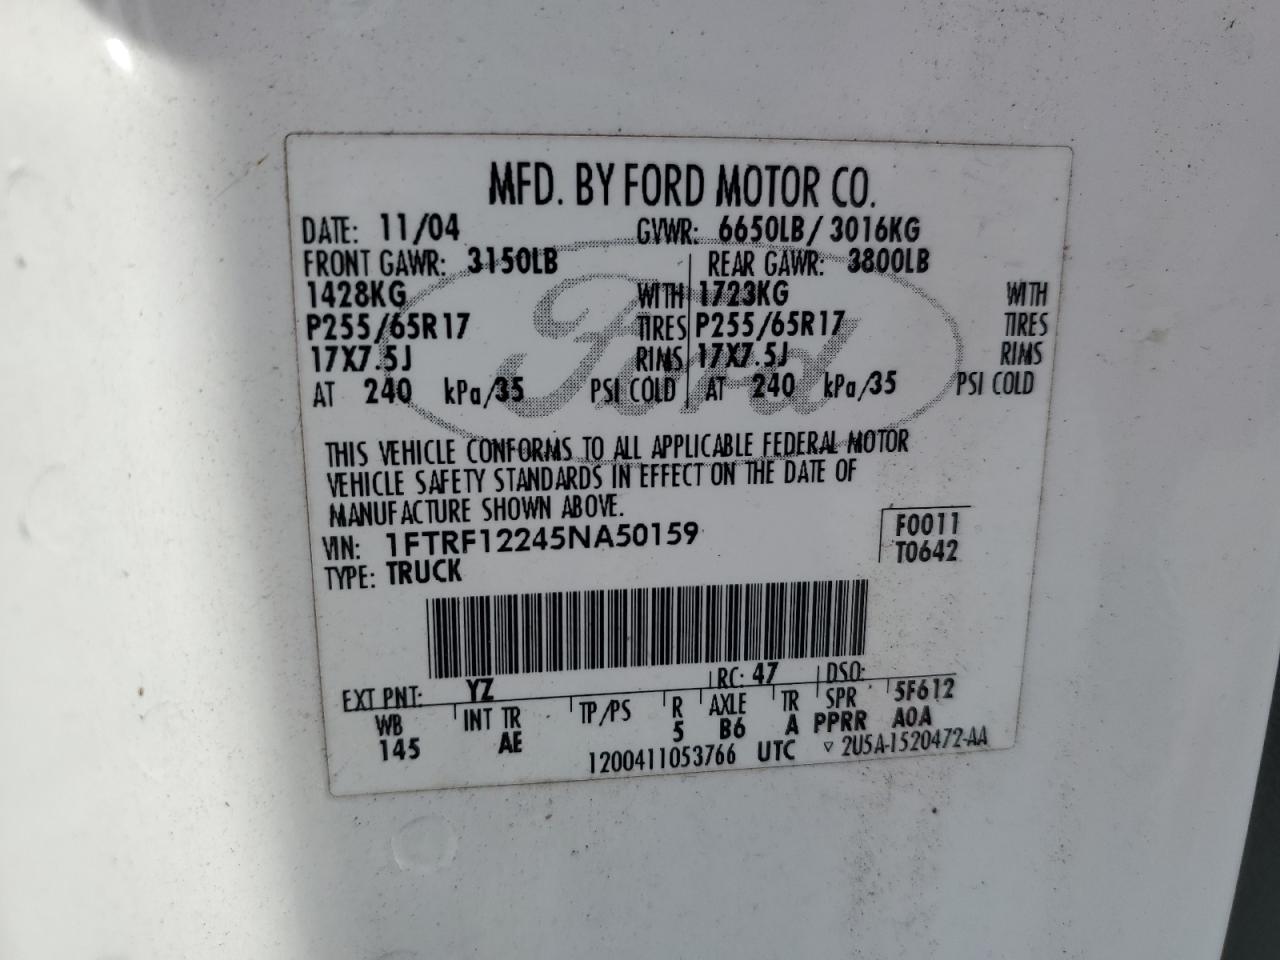 MFD. BY FORD MOTOR CO.
DATE: 11/04 GVWR: 6650LB/ 3016KG
FRONT GAWR: 3150LB REAR GAWR: 3800LB
1428KG WITH 1723KG WITH
P255/65R17 TIRES P255/65R17 TIRES
17X7.5J RIMS 17X7.5J RIMS
AT 240 kPa/35 PSI COLD AT 240 kPa/35 PSI COLD
Ford
THIS VEHICLE CONFORMS TO ALL APPLICABLE FEDERAL MOTOR
VEHICLE SAFETY STANDARDS IN EFFECT ON THE DATE OF
MANUFACTURE SHOWN ABOVE.
VIN: 1FTRF12245NA50159 F0011
TYPE: TRUCK T0642
EXT PNT: YZ RC: 47 DSO:
WB INT TR TP/PS R AXLE TR SPR 5F612
145 AE 5 B6 A PPRR A0A
1200411053766 UTC ▽ 2U5A-1520472-AA